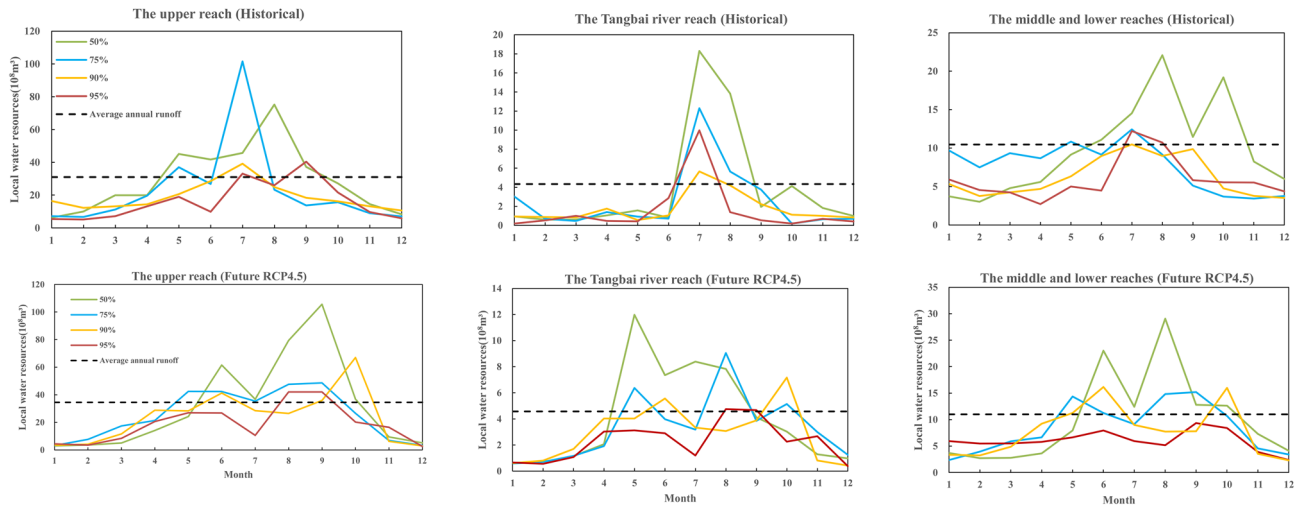 The upper reach (Historical)
Local water resources(10⁸m³)
120
100
80
60
40
20
0
50%
75%
90%
95%
Average annual runoff
1 2 3 4 5 6 7 8 9 10 11 12
The Tangbai river reach (Historical)
Local water resources(10⁸m³)
20
18
16
14
12
10
8
6
4
2
0
1 2 3 4 5 6 7 8 9 10 11 12
The middle and lower reaches (Historical)
Local water resources(10⁸m³)
25
20
15
10
5
0
1 2 3 4 5 6 7 8 9 10 11 12
The upper reach (Future RCP4.5)
Local water resources(10⁸m³)
120
100
80
60
40
20
0
50%
75%
90%
95%
Average annual runoff
1 2 3 4 5 6 7 8 9 10 11 12
Month
The Tangbai river reach (Future RCP4.5)
Local water resources(10⁸m³)
14
12
10
8
6
4
2
0
1 2 3 4 5 6 7 8 9 10 11 12
Month
The middle and lower reaches (Future RCP4.5)
Local water resources(10⁸m³)
35
30
25
20
15
10
5
0
1 2 3 4 5 6 7 8 9 10 11 12
Month